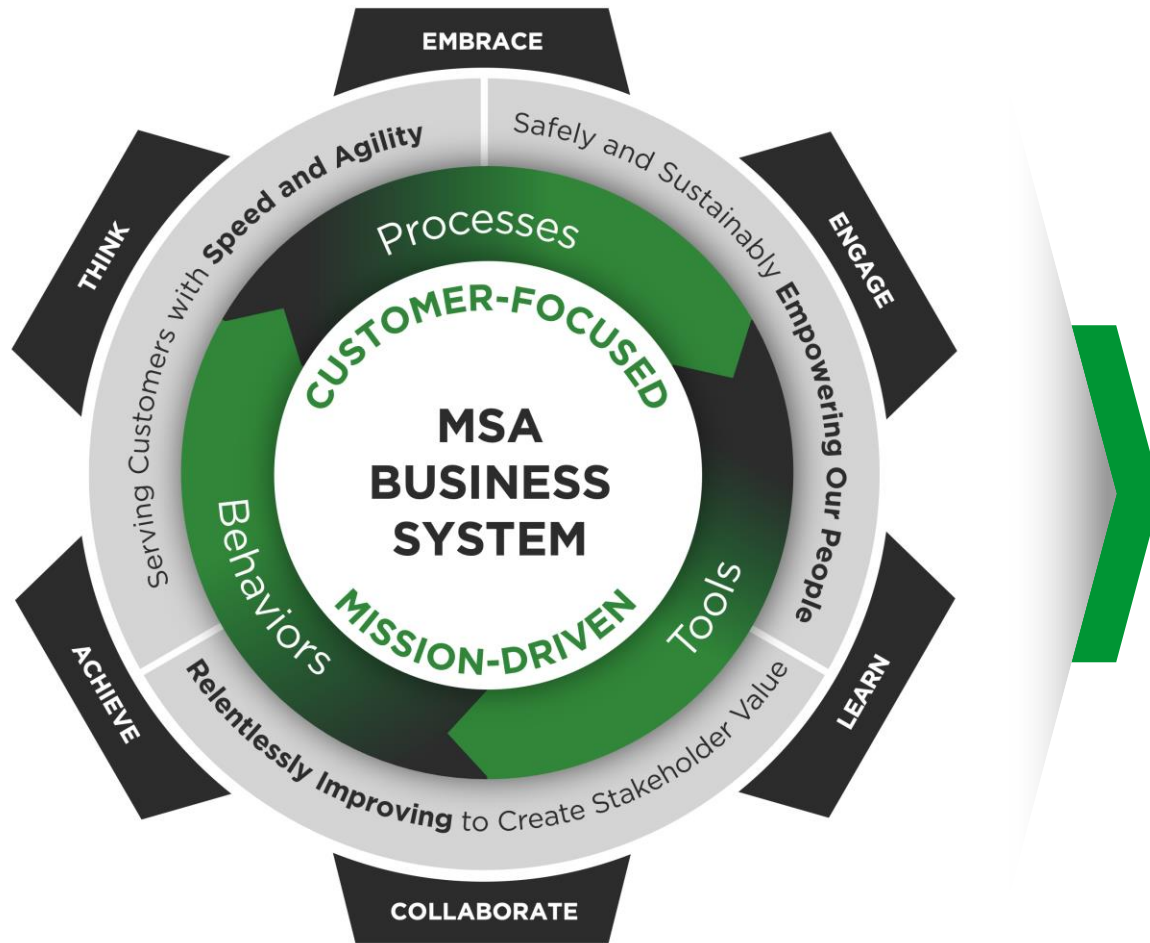 EMBRACE
THINK
ENGAGE
Serving Customers with Speed and Agility
Safely and Sustainably Empowering Our People
Processes
CUSTOMER-FOCUSED
MSA
BUSINESS
SYSTEM
MISSION-DRIVEN
Behaviors
Tools
Relentlessly Improving to Create Stakeholder Value
ACHIEVE
LEARN
COLLABORATE